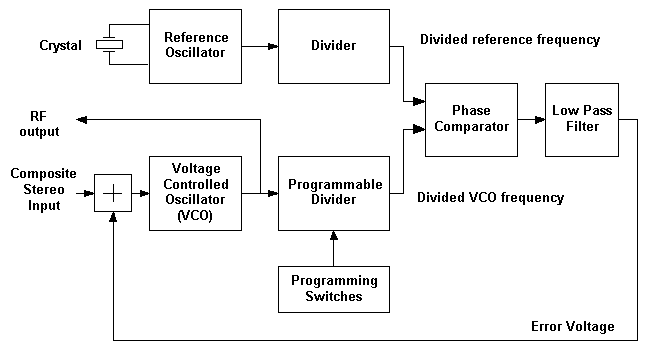 Crystal
Reference
Oscillator
Divider
Divided reference frequency
RF
output
Phase
Comparator
Low Pass
Filter
Composite
Stereo
Input
+
Voltage
Controlled
Oscillator
(VCO)
Programmable
Divider
Divided VCO frequency
Programming
Switches
Error Voltage